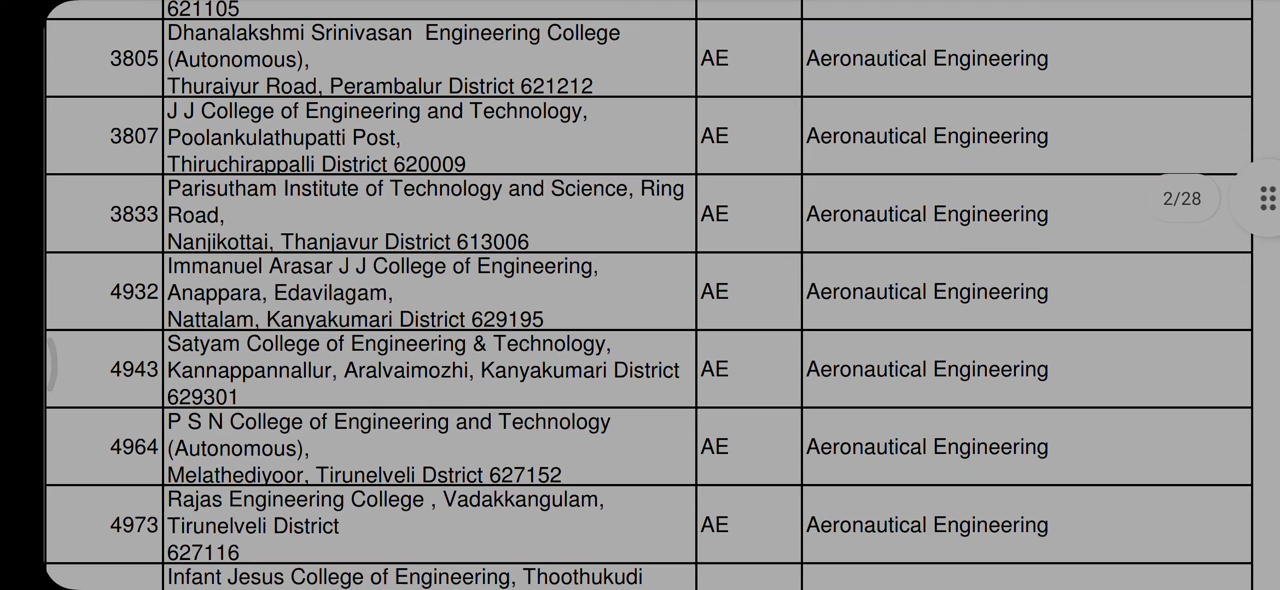 621105
3805 Dhanalakshmi Srinivasan  Engineering College (Autonomous), Thuraiyur Road, Perambalur District 621212 AE Aeronautical Engineering
3807 J J College of Engineering and Technology, Poolankulathupatti Post, Thiruchirappalli District 620009 AE Aeronautical Engineering
3833 Parisutham Institute of Technology and Science, Ring Road, Nanjikottai, Thanjavur District 613006 AE Aeronautical Engineering
2/28
4932 Immanuel Arasar J J College of Engineering, Anappara, Edavilagam, Nattalam, Kanyakumari District 629195 AE Aeronautical Engineering
4943 Satyam College of Engineering & Technology, Kannappannallur, Aralvaimozhi, Kanyakumari District 629301 AE Aeronautical Engineering
4964 P S N College of Engineering and Technology (Autonomous), Melathediyoor, Tirunelveli Dstrict 627152 AE Aeronautical Engineering
4973 Rajas Engineering College , Vadakkangulam, Tirunelveli District 627116 AE Aeronautical Engineering
Infant Jesus College of Engineering, Thoothukudi